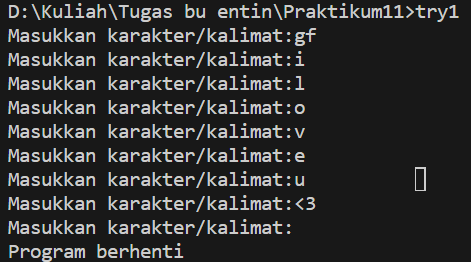 D:\Kuliah\Tugas bu entin\Praktikum11>try1
Masukkan karakter/kalimat:gf
Masukkan karakter/kalimat:i
Masukkan karakter/kalimat:l
Masukkan karakter/kalimat:o
Masukkan karakter/kalimat:v
Masukkan karakter/kalimat:e
Masukkan karakter/kalimat:u
Masukkan karakter/kalimat:<3
Masukkan karakter/kalimat:
Program berhenti